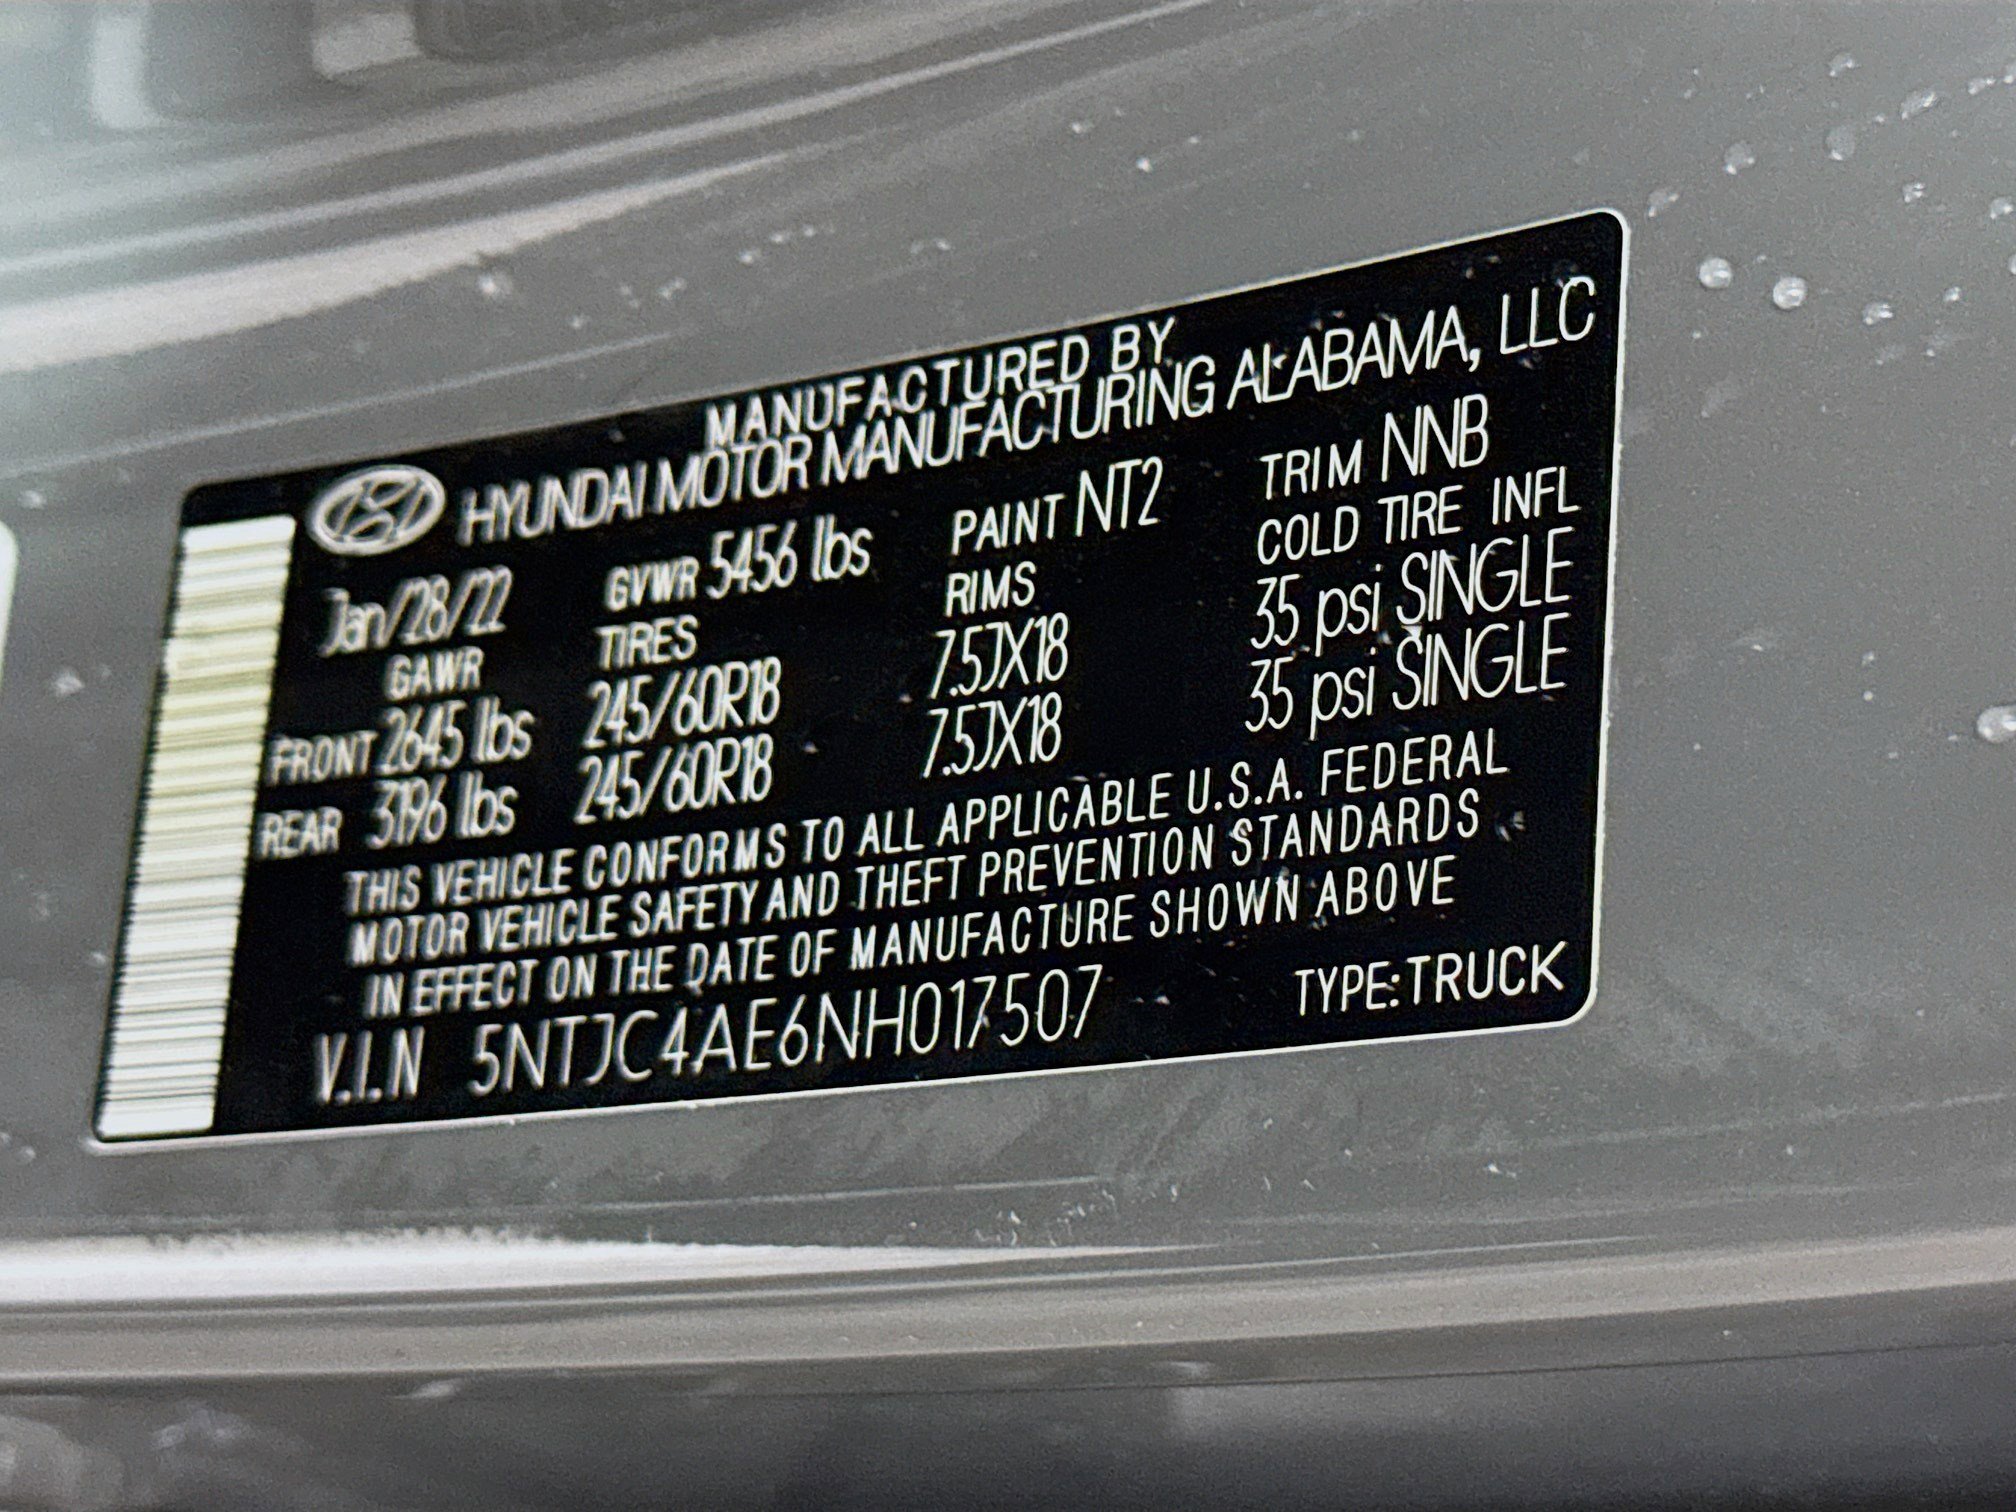 MANUFACTURED BY
HYUNDAI MOTOR MANUFACTURING ALABAMA, LLC
Jan/28/22 GVWR 5456 lbs PAINT NT2 TRIM NNB
GAWR TIRES RIMS COLD TIRE INFL
FRONT 2645 lbs 245/60R18 7.5JX18 35 psi SINGLE
REAR 3196 lbs 245/60R18 7.5JX18 35 psi SINGLE
THIS VEHICLE CONFORMS TO ALL APPLICABLE U.S.A. FEDERAL
MOTOR VEHICLE SAFETY AND THEFT PREVENTION STANDARDS
IN EFFECT ON THE DATE OF MANUFACTURE SHOWN ABOVE
V.I.N 5NTJC4AE6NH017507 TYPE:TRUCK